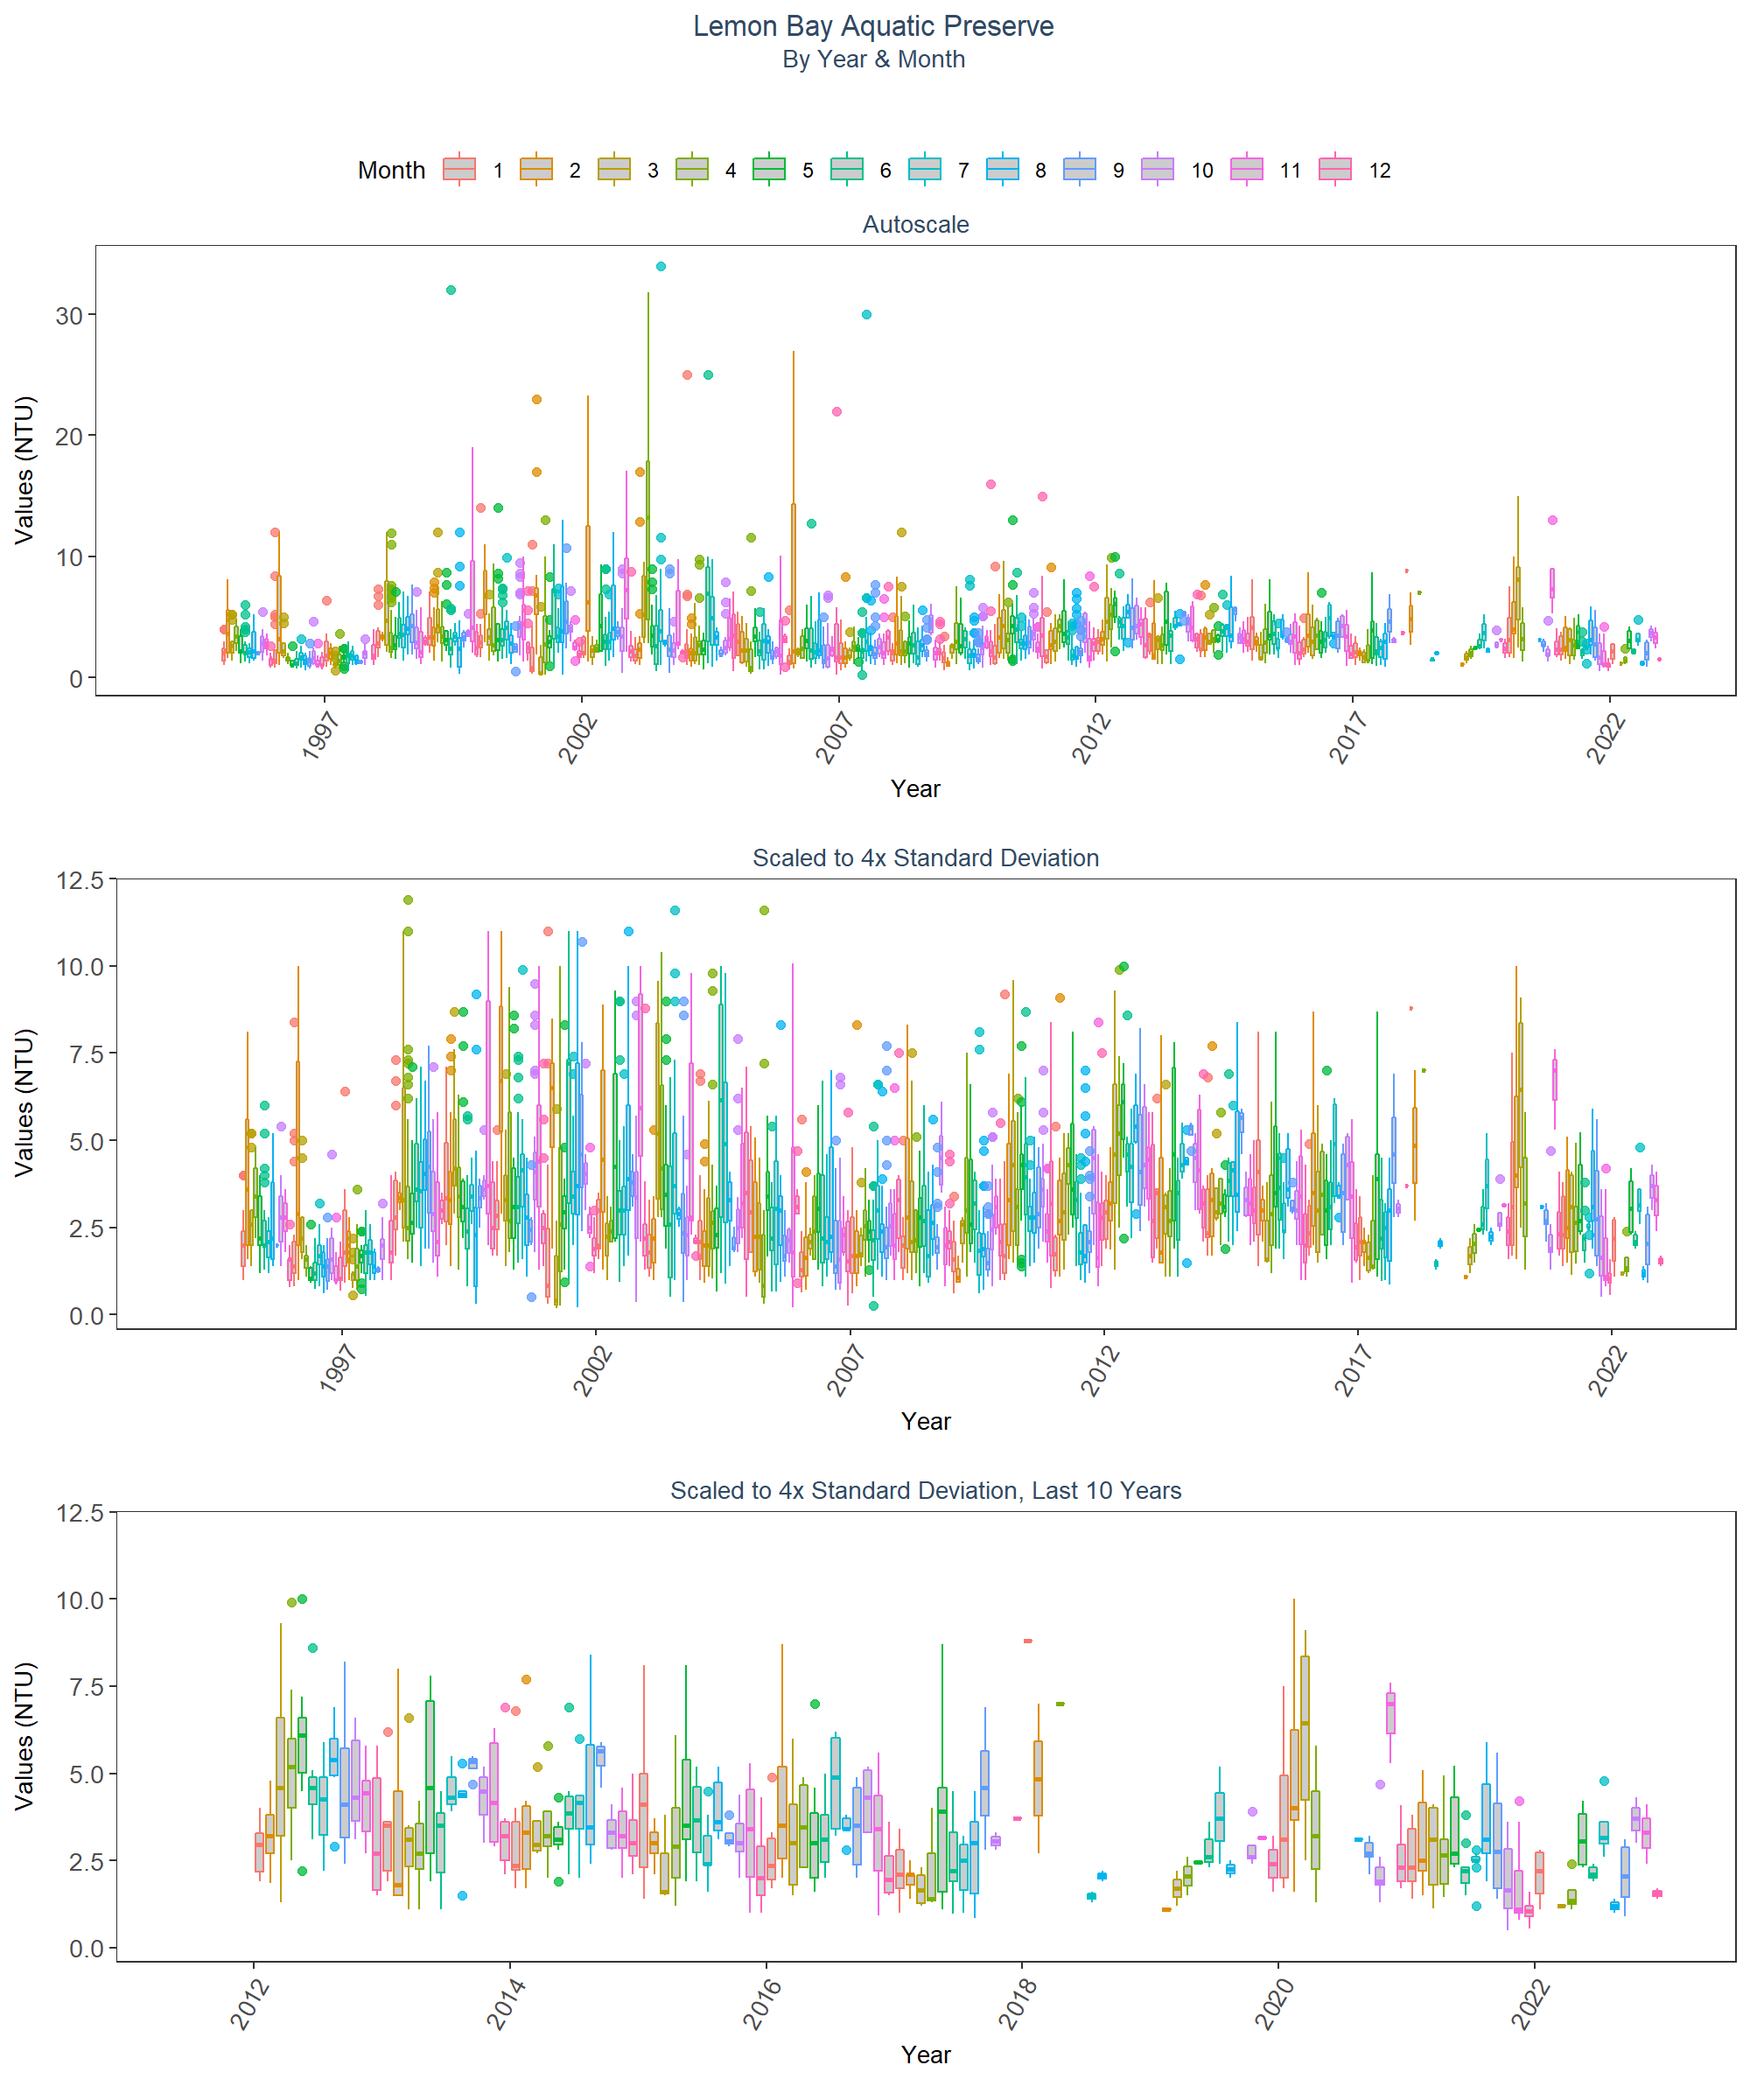 Lemon Bay Aquatic Preserve
By Year & Month
Month 1 2 3 4 5 6 7 8 9 10 11 12
Autoscale
30
20
10
0
Values (NTU)
1997 2002 2007 2012 2017 2022
Year
Scaled to 4x Standard Deviation
12.5
10.0
7.5
5.0
2.5
0.0
Values (NTU)
1997 2002 2007 2012 2017 2022
Year
Scaled to 4x Standard Deviation, Last 10 Years
12.5
10.0
7.5
5.0
2.5
0.0
Values (NTU)
2012 2014 2016 2018 2020 2022
Year